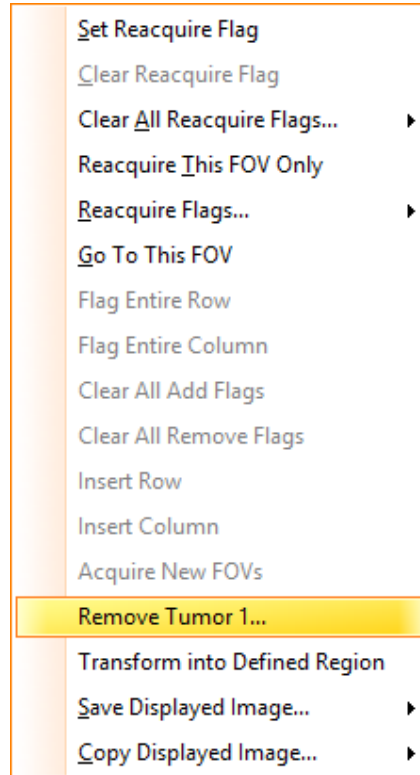 Set Reacquire Flag
Clear Reacquire Flag
Clear All Reacquire Flags...
Reacquire This FOV Only
Reacquire Flags...
Go To This FOV
Flag Entire Row
Flag Entire Column
Clear All Add Flags
Clear All Remove Flags
Insert Row
Insert Column
Acquire New FOVs
Remove Tumor 1...
Transform into Defined Region
Save Displayed Image...
Copy Displayed Image...